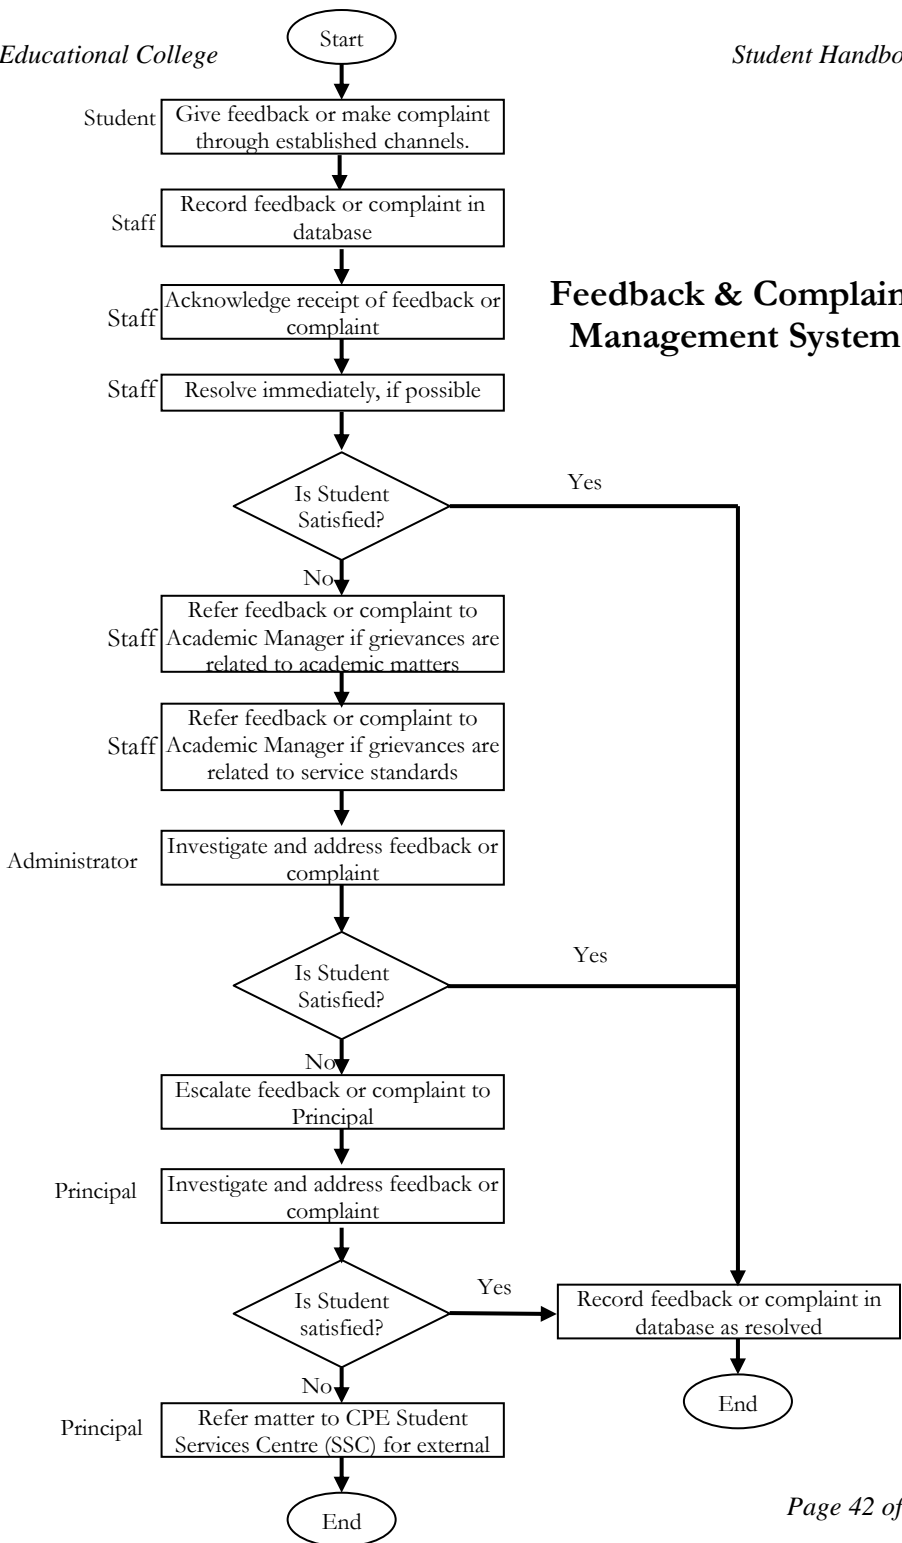 Start
Educational College
Student Handbo
Student
Give feedback or make complaint
through established channels.
Staff
Record feedback or complaint in
database
Staff
Acknowledge receipt of feedback or
complaint
Feedback & Complain
Management System
Staff
Resolve immediately, if possible
Is Student
Satisfied?
Yes
No
Staff
Refer feedback or complaint to
Academic Manager if grievances are
related to academic matters
Staff
Refer feedback or complaint to
Academic Manager if grievances are
related to service standards
Administrator
Investigate and address feedback or
complaint
Is Student
Satisfied?
Yes
No
Escalate feedback or complaint to
Principal
Principal
Investigate and address feedback or
complaint
Is Student
satisfied?
Yes
Record feedback or complaint in
database as resolved
No
End
Principal
Refer matter to CPE Student
Services Centre (SSC) for external
End
Page 42 of